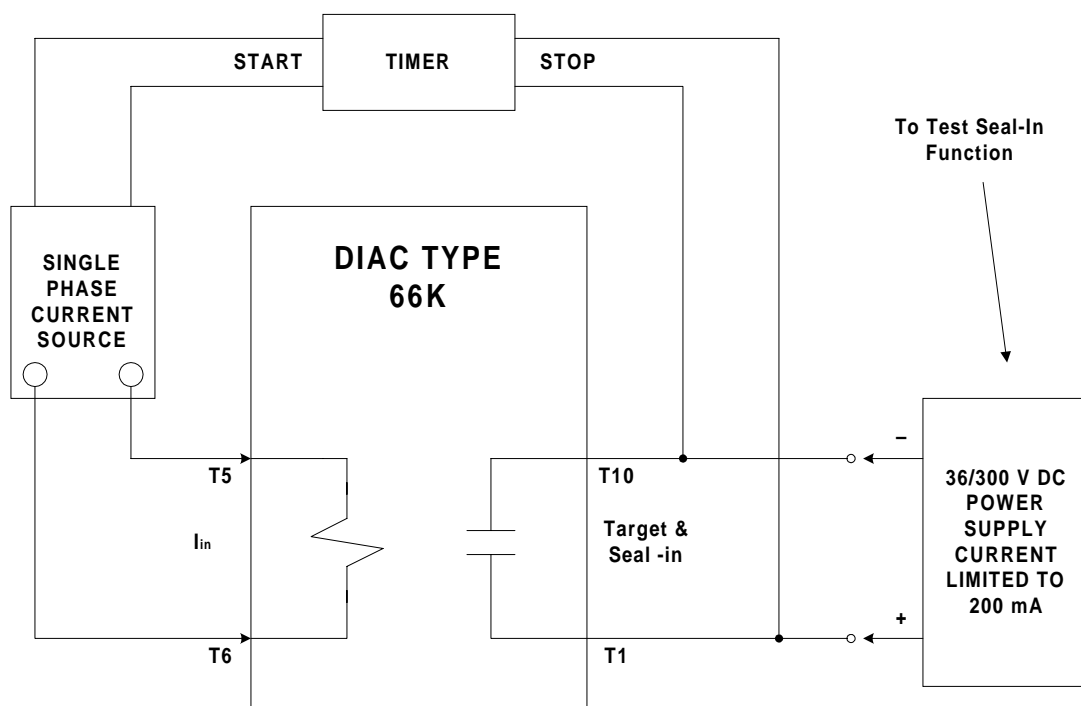 START
TIMER
STOP
To Test Seal-In
Function
SINGLE
PHASE
CURRENT
SOURCE
DIAC TYPE
66K
T5
T10
–
Iin
Target &
Seal -in
36/300 V DC
POWER
SUPPLY
CURRENT
LIMITED TO
200 mA
+
T6
T1